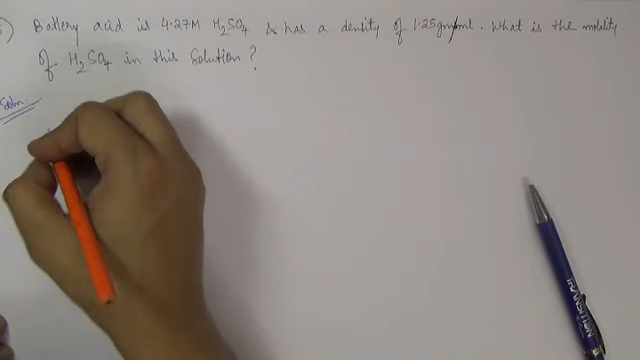 Battery acid is 4.27M H₂SO₄ & has a density of 1.25gm/ml. What is the molality
of H₂SO₄ in this solution?
Soln